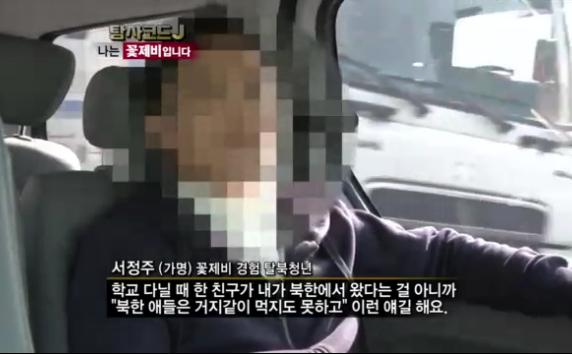 탐사코드J
나는 꽃제비입니다
서정주 (가명) 꽃제비 경험 탈북청년
학교 다닐 때 한 친구가 내가 북한에서 왔다는 걸 아니까
"북한 애들은 거지같이 먹지도 못하고" 이런 얘길 해요.